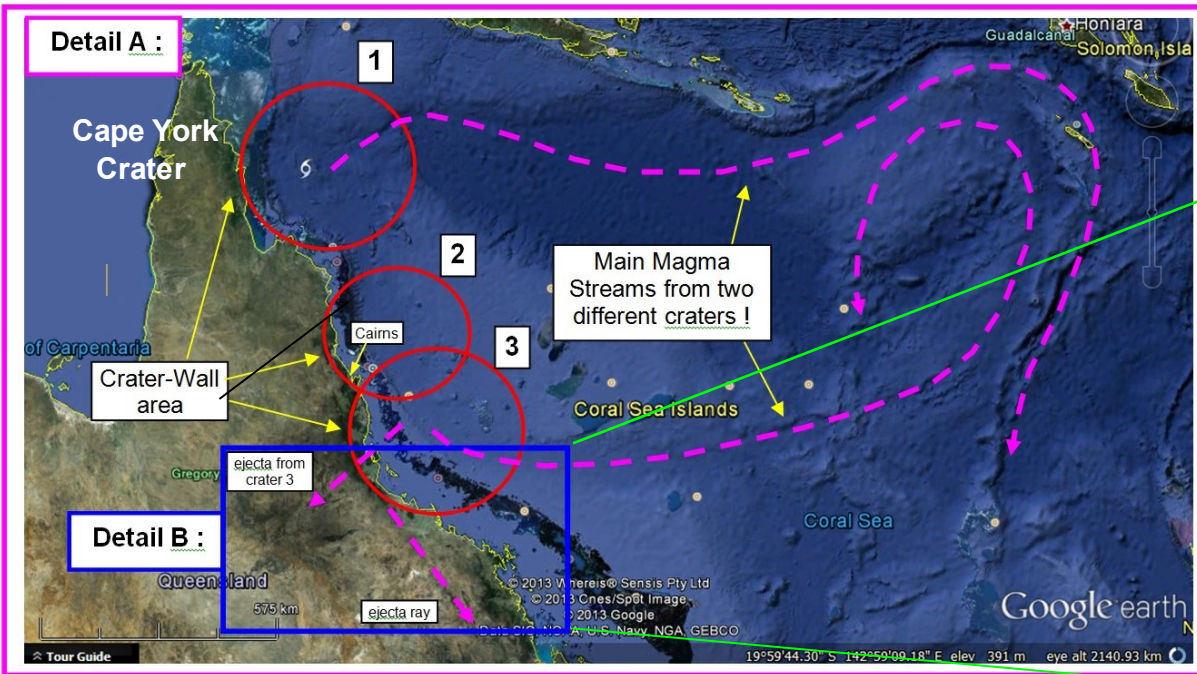 Detail A :
1
Honiara
Guadalcanal
Solomon Isla
Cape York
Crater
2
Main Magma
Streams from two
different craters !
Cairns
3
of Carpentaria
Crater-Wall
area
Coral Sea Islands
ejecta from
crater 3
Gregory
Coral Sea
Detail B :
Queensland
575 km
ejecta ray
© 2013 Whereis® Sensis Pty Ltd
© 2013 Cnes/Spot Image
© 2013 Google
Data SIO, NOAA, U.S. Navy, NGA, GEBCO
Google earth
Tour Guide
19°59'44.30" S 142°59'09.18" E elev 391 m eye alt 2140.93 km